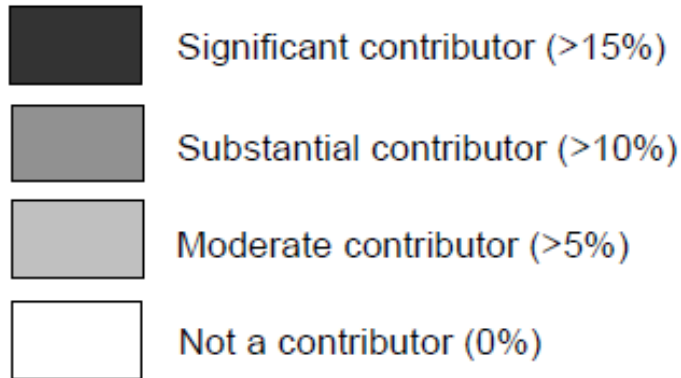 Significant contributor (>15%)
Substantial contributor (>10%)
Moderate contributor (>5%)
Not a contributor (0%)